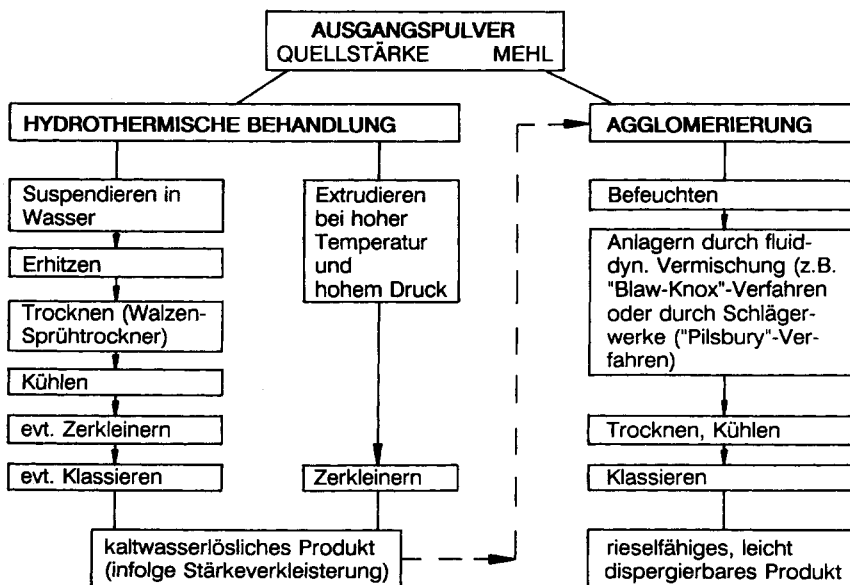 AUSGANGSPULVER
QUELLSTÄRKE MEHL
HYDROTHERMISCHE BEHANDLUNG
Suspendieren in
Wasser
Erhitzen
Trocknen (Walzen-
Sprühtrockner)
Kühlen
evt. Zerkleinern
evt. Klassieren
Extrudieren
bei hoher
Temperatur
und
hohem Druck
Zerkleinern
kaltwasserlösliches Produkt
(infolge Stärkeverkleisterung)
AGGLOMERIERUNG
Befeuchten
Anlagern durch fluid-
dyn. Vermischung (z.B.
"Blaw-Knox"-Verfahren
oder durch Schläger-
werke ("Pilsbury"-Ver-
fahren)
Trocknen, Kühlen
Klassieren
rieselfähiges, leicht
dispergierbares Produkt